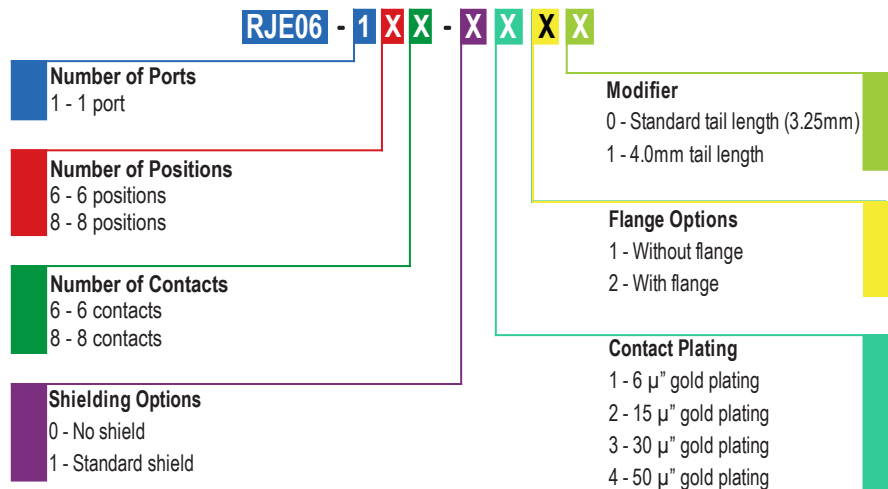 RJE06 - 1 X X - X X X X
Number of Ports
1 - 1 port
Number of Positions
6 - 6 positions
8 - 8 positions
Number of Contacts
6 - 6 contacts
8 - 8 contacts
Shielding Options
0 - No shield
1 - Standard shield
Modifier
0 - Standard tail length (3.25mm)
1 - 4.0mm tail length
Flange Options
1 - Without flange
2 - With flange
Contact Plating
1 - 6 µ” gold plating
2 - 15 µ” gold plating
3 - 30 µ” gold plating
4 - 50 µ” gold plating